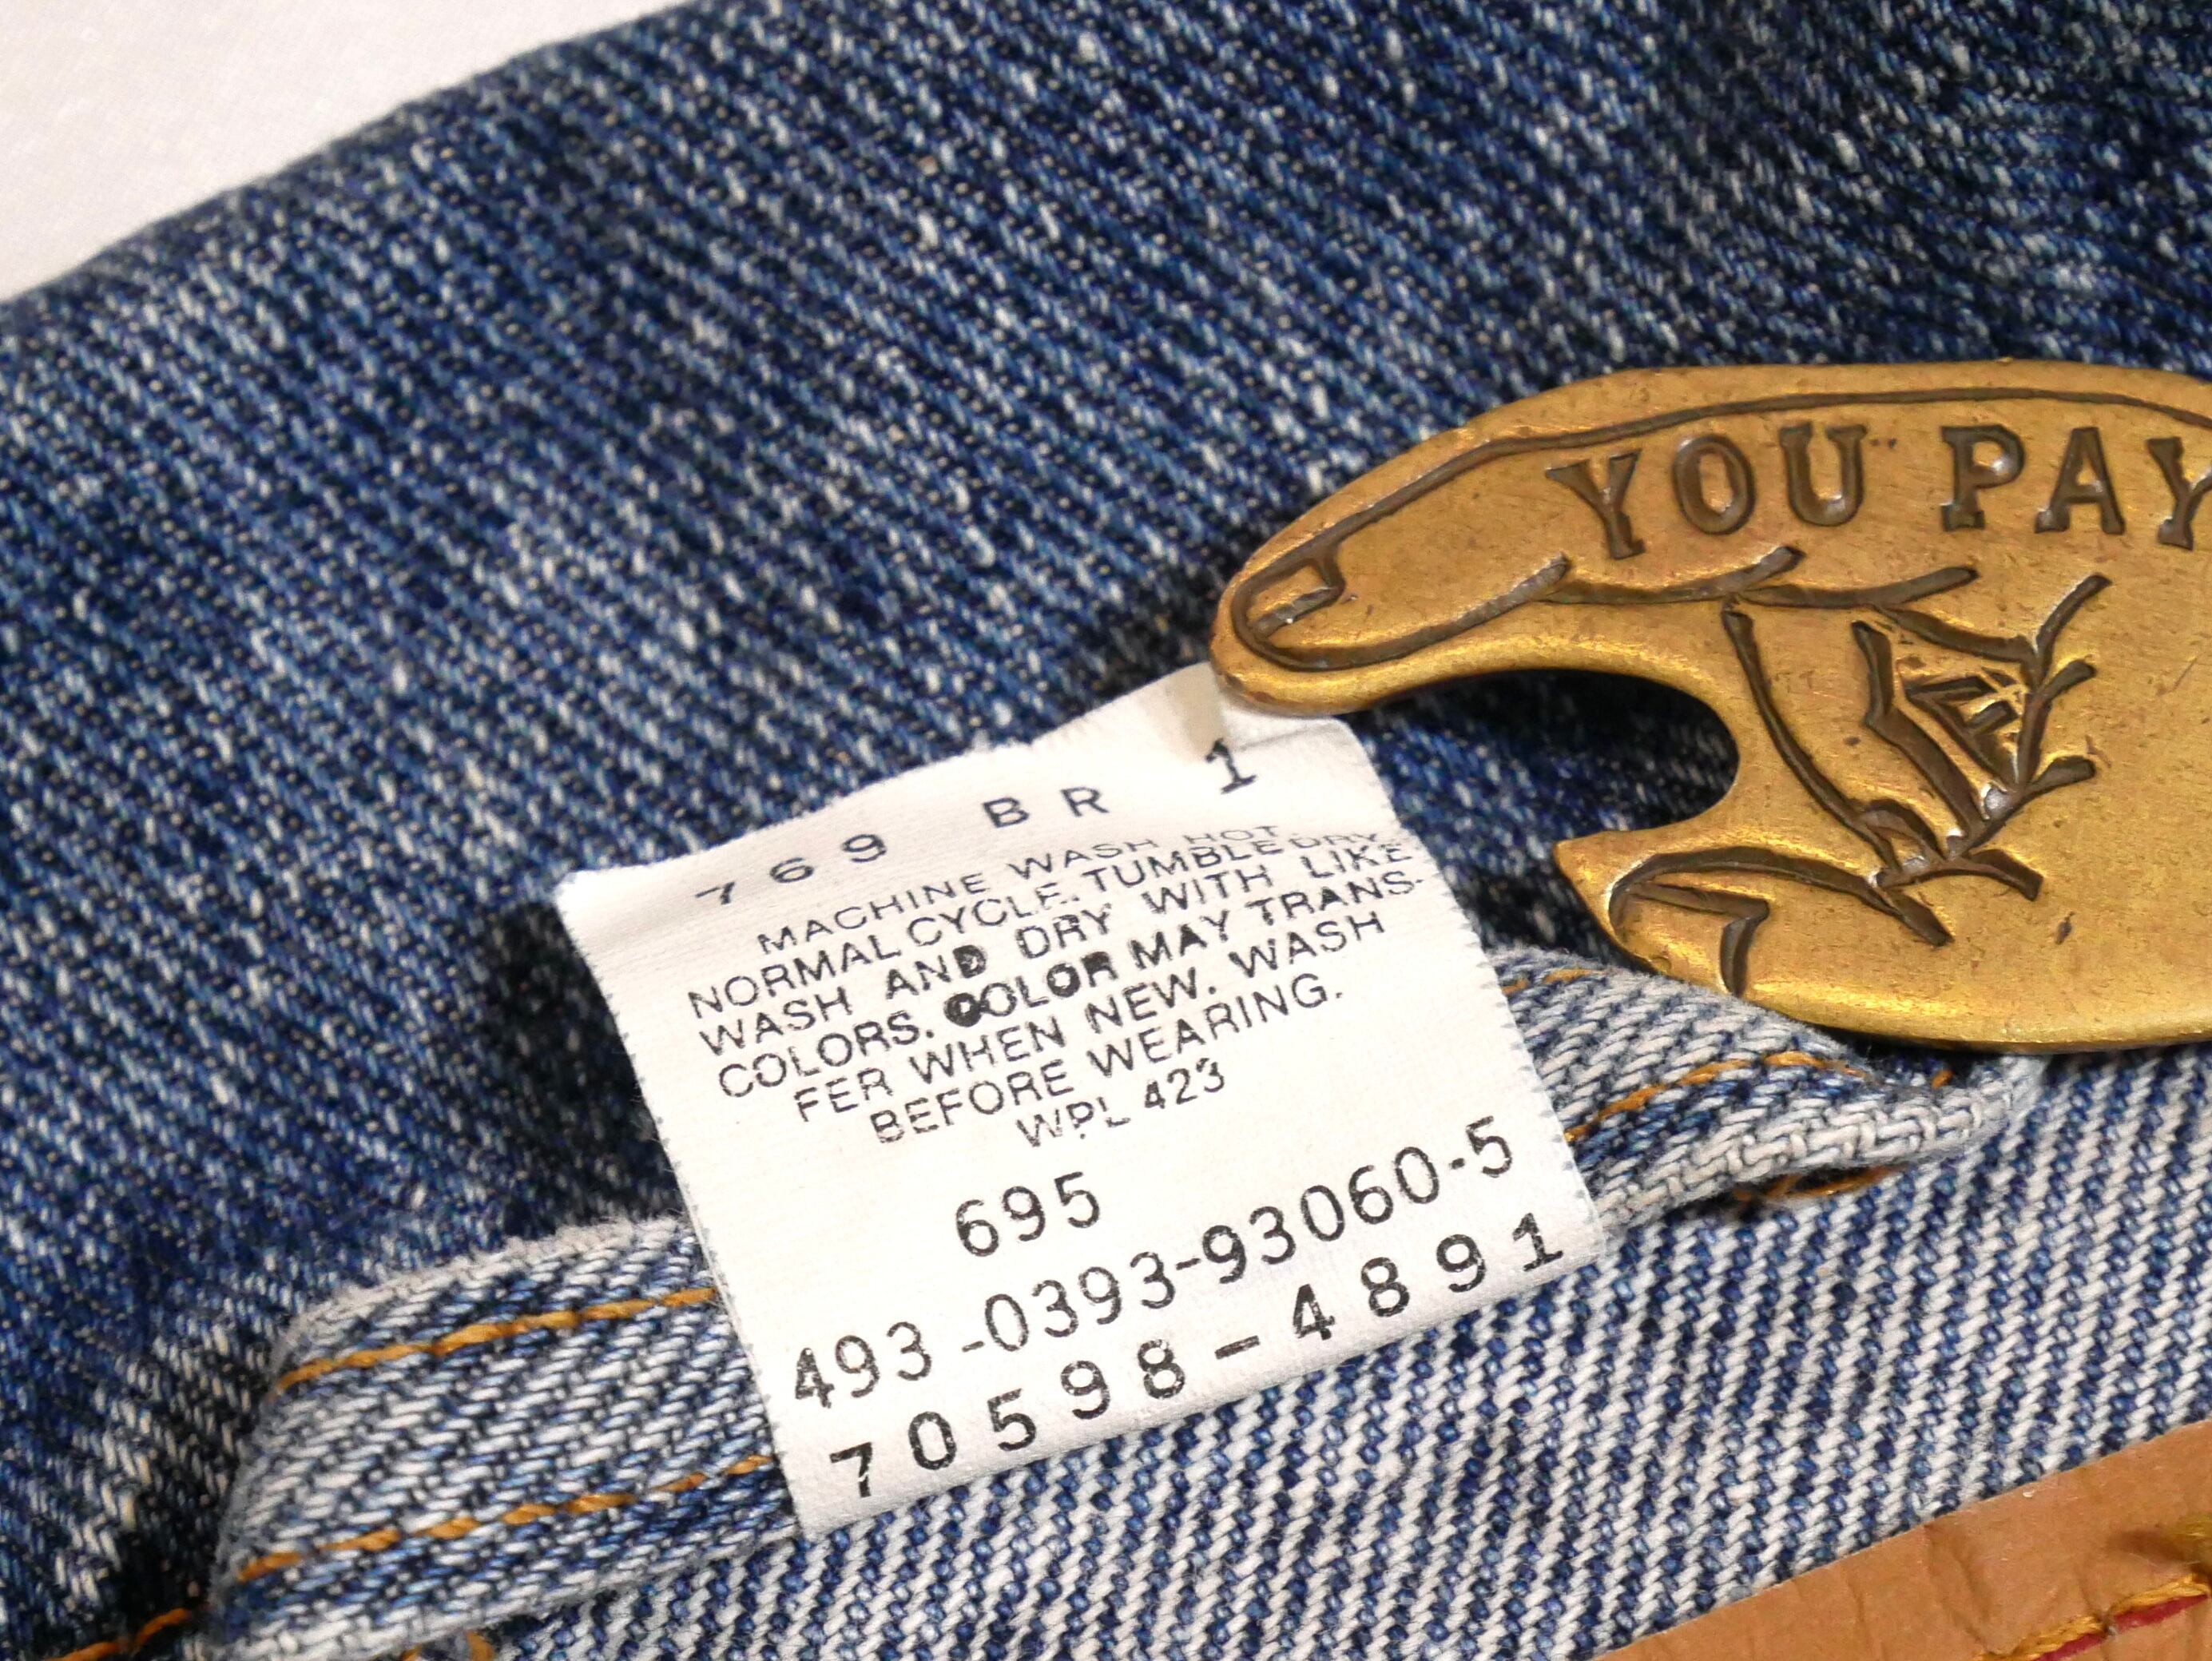 YOU PAY
769 BR 1
MACHINE WASH HOT
NORMAL CYCLE. TUMBLE DRY.
WASH AND DRY WITH LIKE
COLORS. COLOR MAY TRANS-
FER WHEN NEW. WASH
BEFORE WEARING.
WPL 423
695
493-0393-93060-5
70598-4891